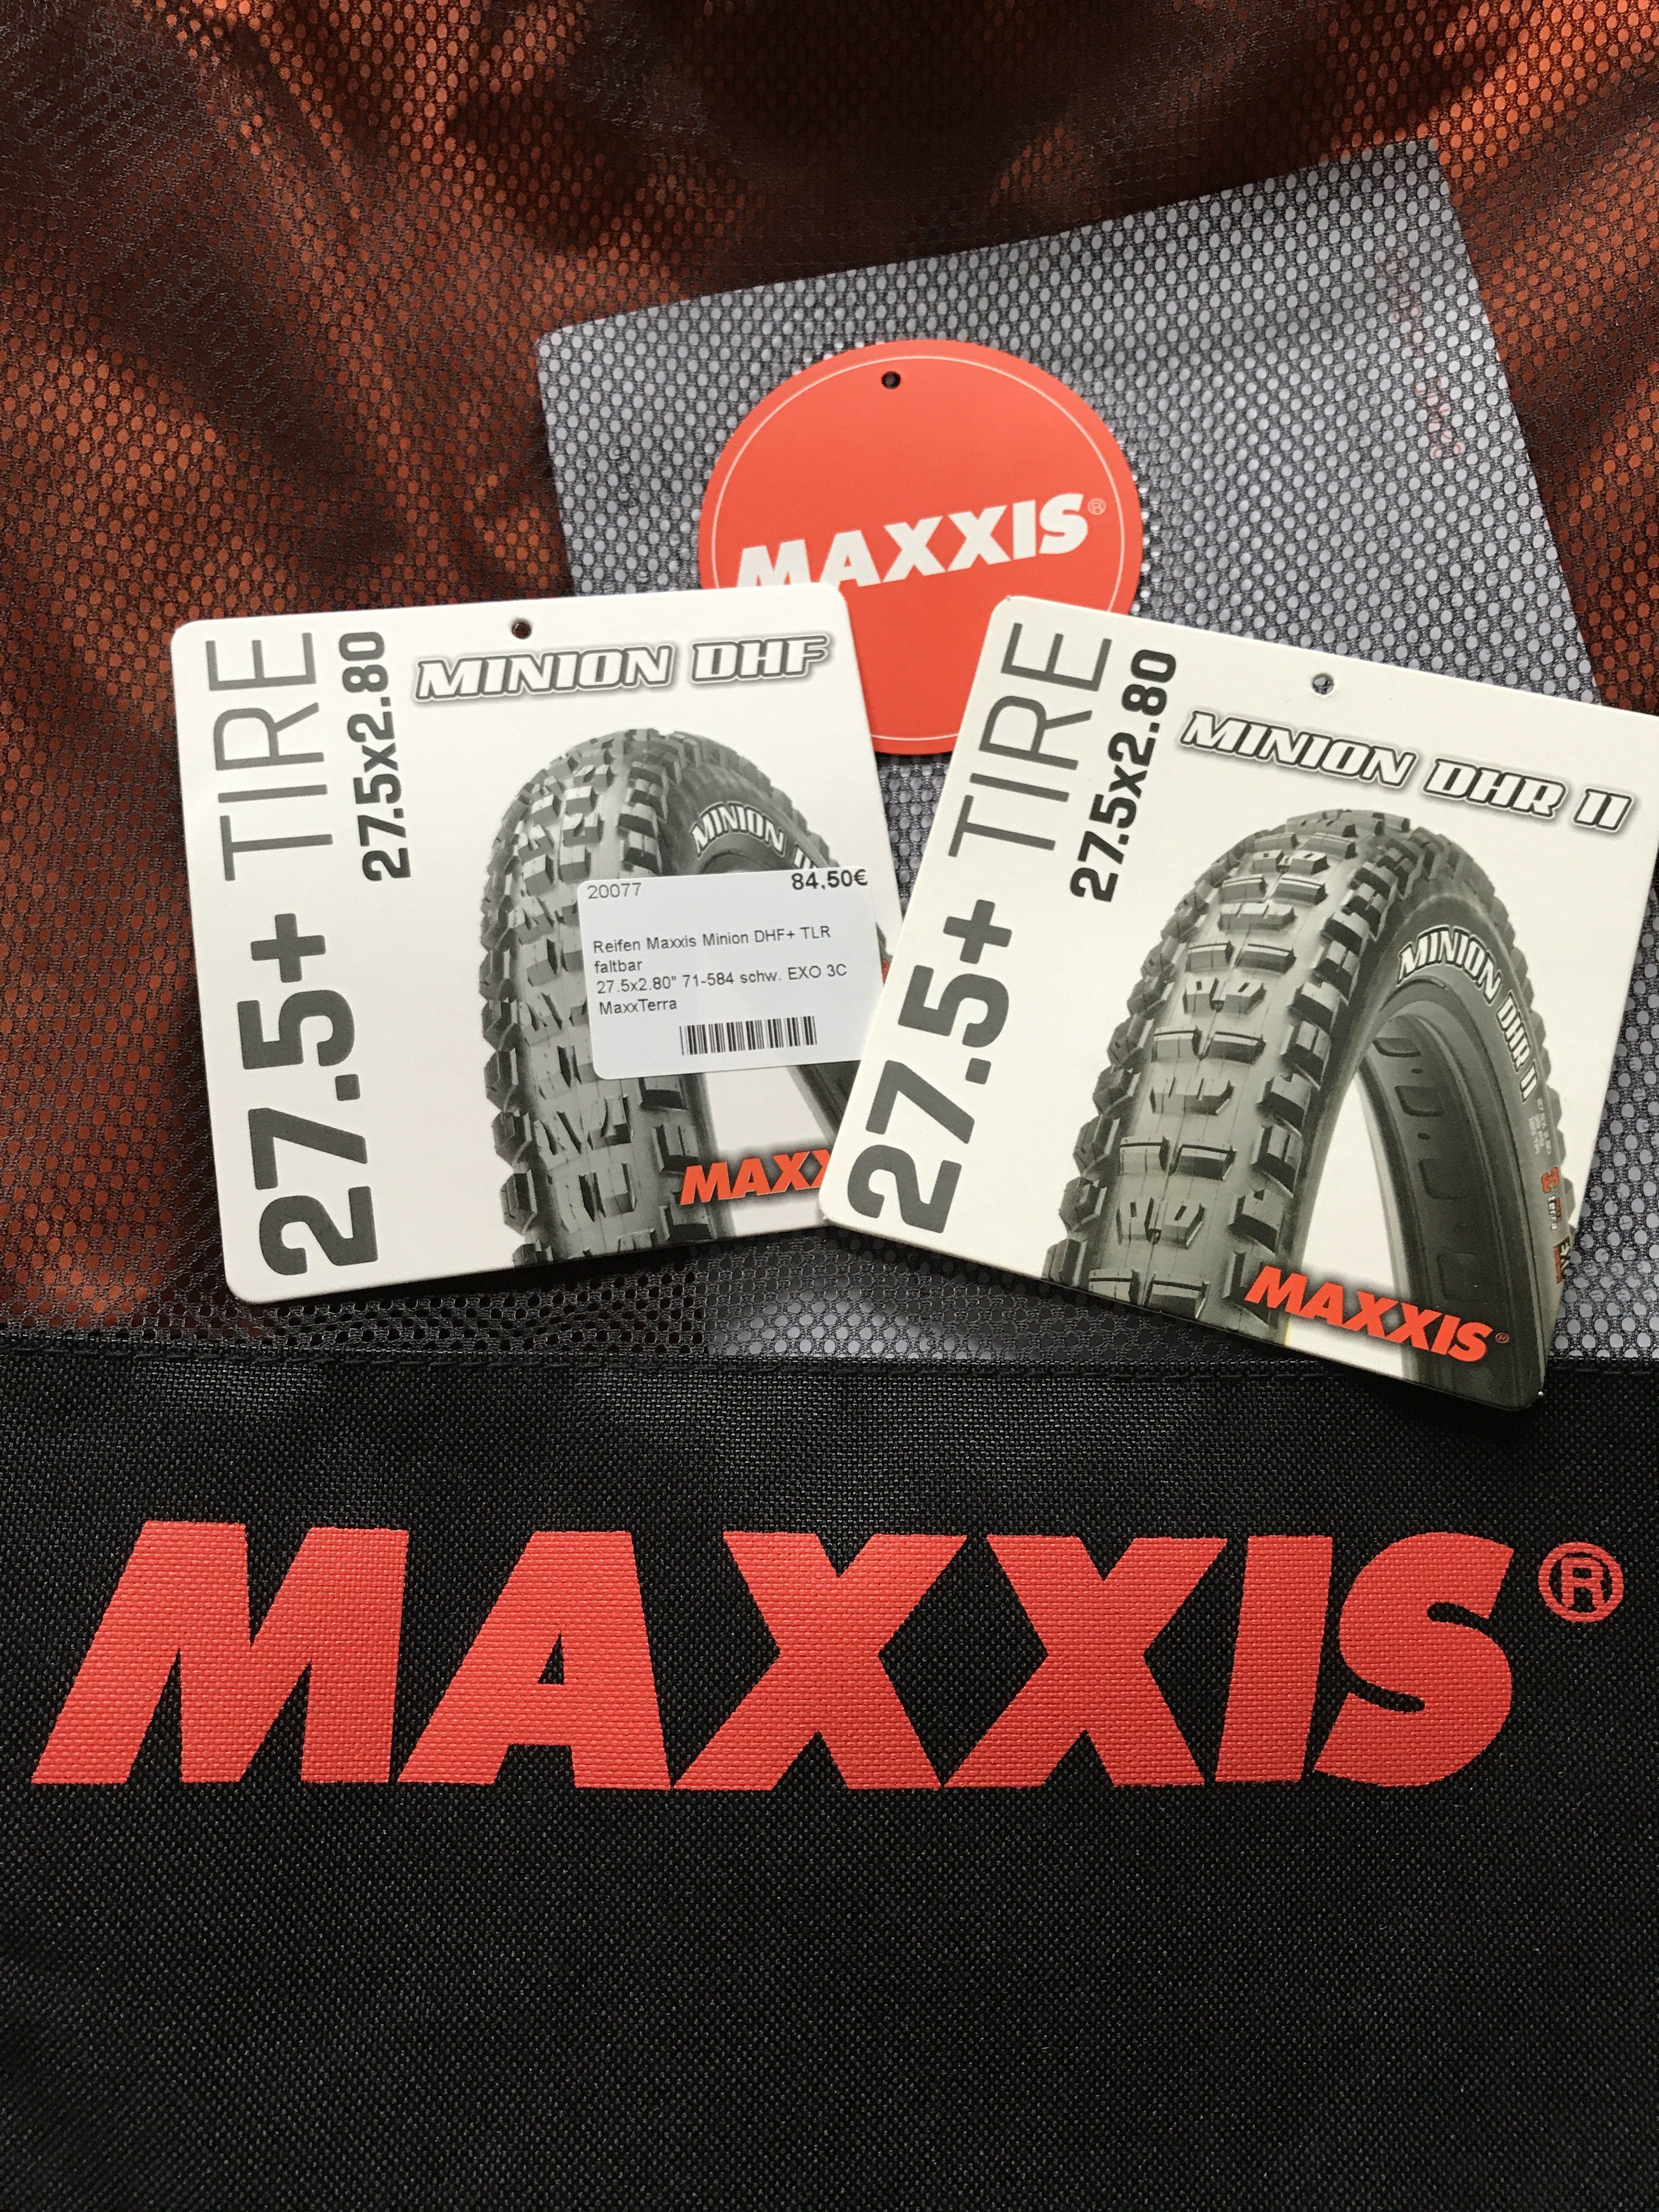 MAXXIS®
27.5+ TIRE
27.5x2.80
MINION DHF
MINION
20077
84,50€
Reifen Maxxis Minion DHF+ TLR
faltbar
27.5x2.80" 71-584 schw. EXO 3C
MaxxTerra
27.5+ TIRE
27.5x2.80
MINION DHR II
MINION DHR II
MAXXIS®
MAXXIS®